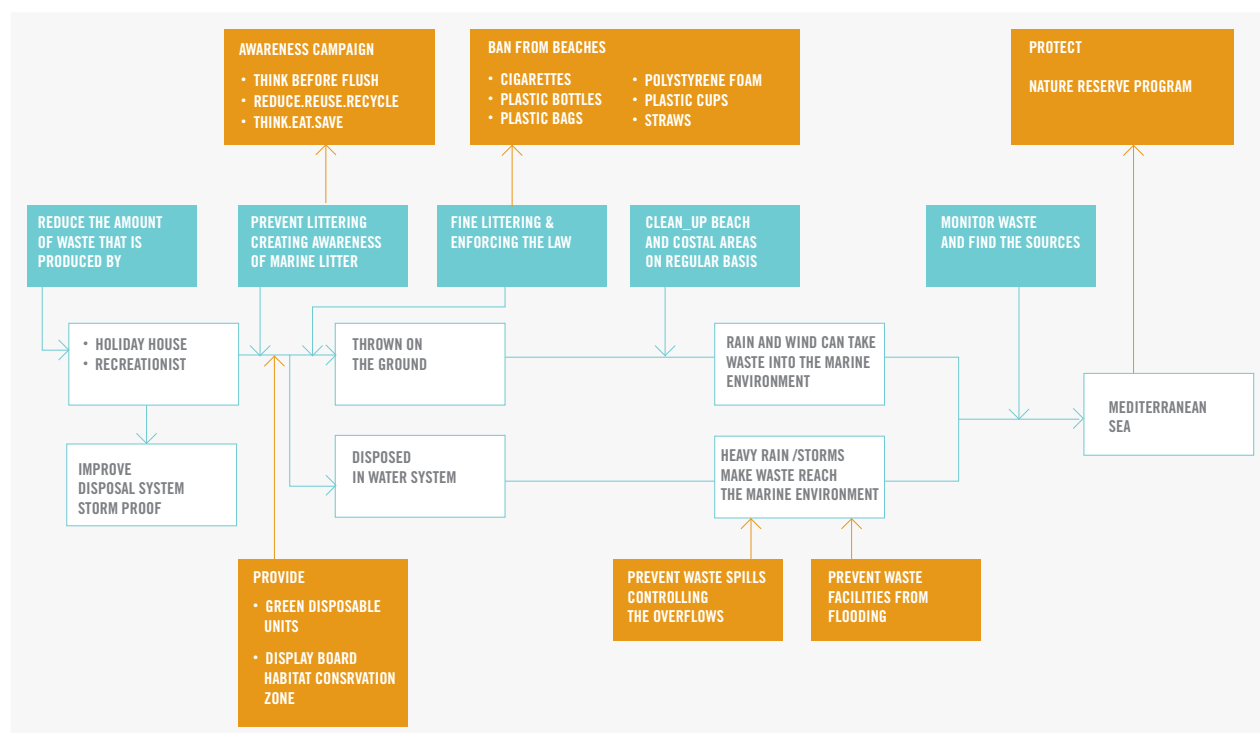 AWARENESS CAMPAIGN
• THINK BEFORE FLUSH
• REDUCE.REUSE.RECYCLE
• THINK.EAT.SAVE
BAN FROM BEACHES
• CIGARETTES
• PLASTIC BOTTLES
• PLASTIC BAGS
• POLYSTYRENE FOAM
• PLASTIC CUPS
• STRAWS
PROTECT
NATURE RESERVE PROGRAM
REDUCE THE AMOUNT
OF WASTE THAT IS
PRODUCED BY
PREVENT LITTERING
CREATING AWARENESS
OF MARINE LITTER
FINE LITTERING &
ENFORCING THE LAW
CLEAN_UP BEACH
AND COSTAL AREAS
ON REGULAR BASIS
MONITOR WASTE
AND FIND THE SOURCES
• HOLIDAY HOUSE
• RECREATIONIST
THROWN ON
THE GROUND
RAIN AND WIND CAN TAKE
WASTE INTO THE MARINE
ENVIRONMENT
MEDITERRANEAN
SEA
IMPROVE
DISPOSAL SYSTEM
STORM PROOF
DISPOSED
IN WATER SYSTEM
HEAVY RAIN /STORMS
MAKE WASTE REACH
THE MARINE ENVIRONMENT
PROVIDE
• GREEN DISPOSABLE
UNITS
• DISPLAY BOARD
HABITAT CONSRVATION
ZONE
PREVENT WASTE SPILLS
CONTROLLING
THE OVERFLOWS
PREVENT WASTE
FACILITIES FROM
FLOODING